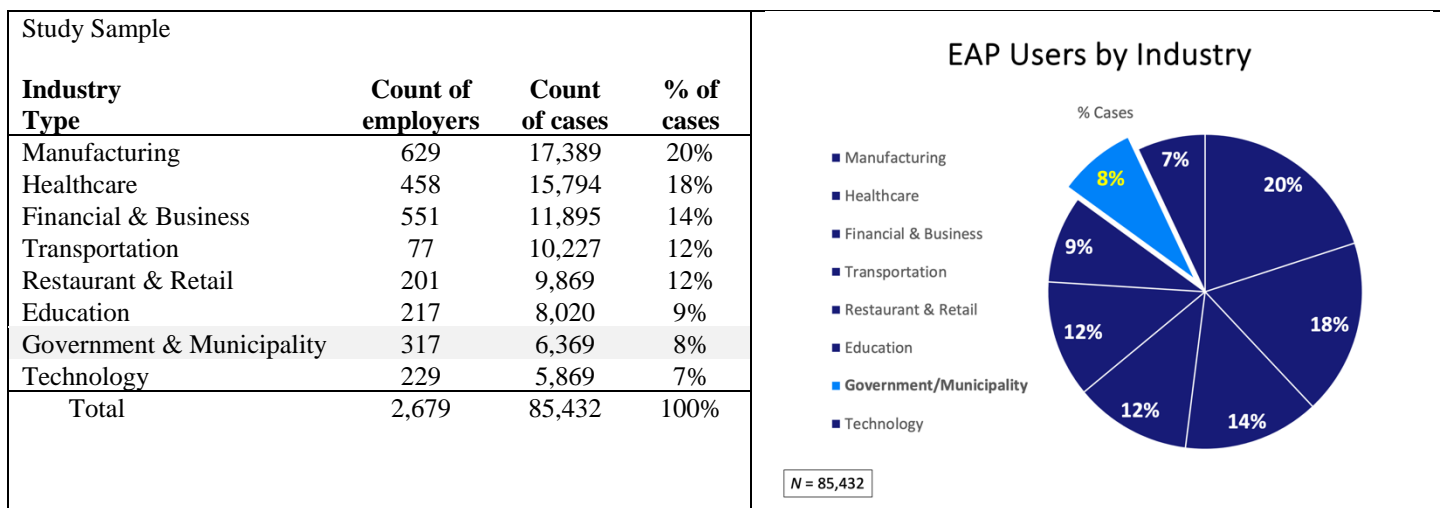 Study Sample
Industry Type Count of employers Count of cases % of cases
Manufacturing 629 17,389 20%
Healthcare 458 15,794 18%
Financial & Business 551 11,895 14%
Transportation 77 10,227 12%
Restaurant & Retail 201 9,869 12%
Education 217 8,020 9%
Government & Municipality 317 6,369 8%
Technology 229 5,869 7%
Total 2,679 85,432 100%
EAP Users by Industry
% Cases
Manufacturing
Healthcare
Financial & Business
Transportation
Restaurant & Retail
Education
Government/Municipality
Technology
20%
18%
14%
12%
12%
9%
8%
7%
N = 85,432